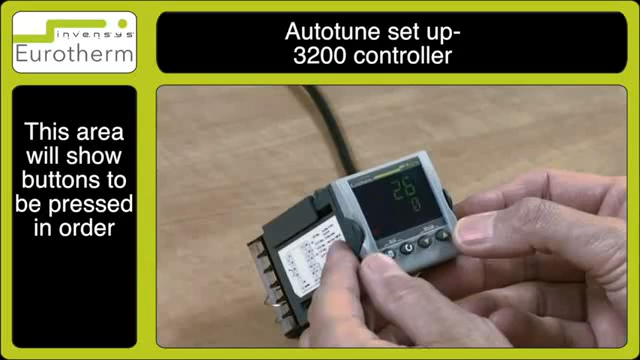 invensys
Eurotherm
Autotune set up-
3200 controller
This area
will show
buttons to
be pressed
in order
26
0